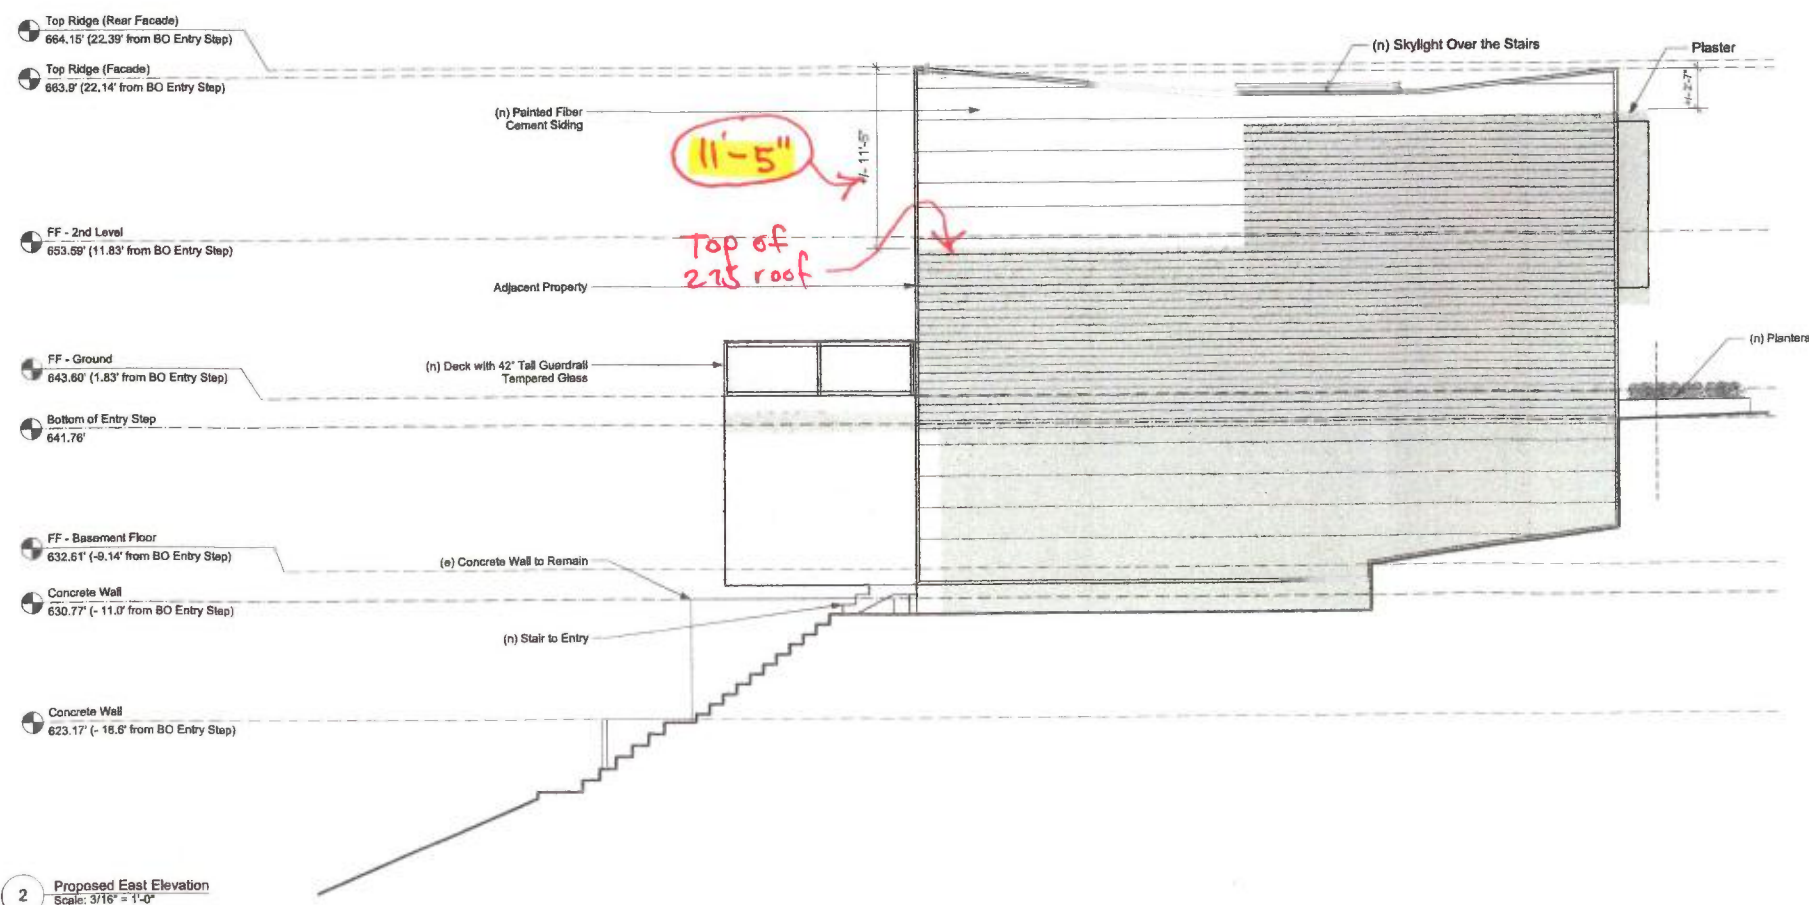 Top Ridge (Rear Facade)
664.15' (22.39' from BO Entry Step)
Top Ridge (Facade)
663.9' (22.14' from BO Entry Step)
(n) Skylight Over the Stairs
Plaster
+/- 2'-7"
(n) Painted Fiber
Cement Siding
11'-5"
+/- 11'-5"
FF - 2nd Level
653.59' (11.83' from BO Entry Step)
Top of
225 roof
Adjacent Property
(n) Planters
FF - Ground
643.60' (1.83' from BO Entry Step)
(n) Deck with 42" Tall Guardrail
Tempered Glass
Bottom of Entry Step
641.76'
FF - Basement Floor
632.61' (-9.14' from BO Entry Step)
(e) Concrete Wall to Remain
Concrete Wall
630.77' (- 11.0' from BO Entry Step)
(n) Stair to Entry
Concrete Wall
623.17' (- 18.6' from BO Entry Step)
2
Proposed East Elevation
Scale: 3/16" = 1'-0"